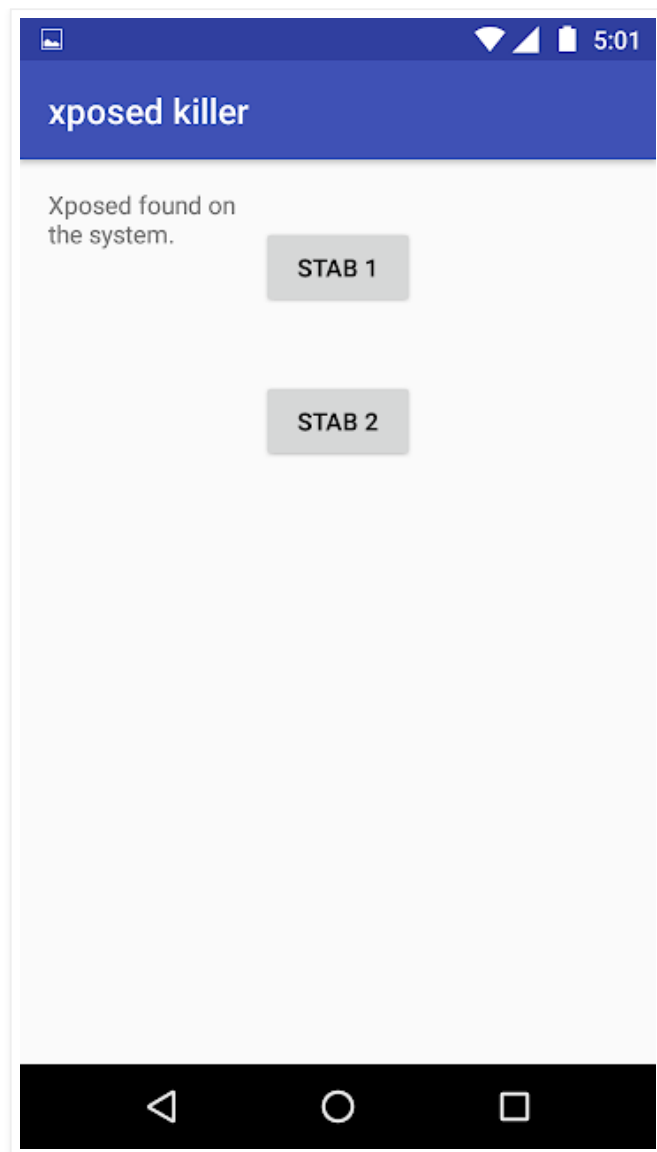 5:01
xposed killer
Xposed found on
the system.
STAB 1
STAB 2